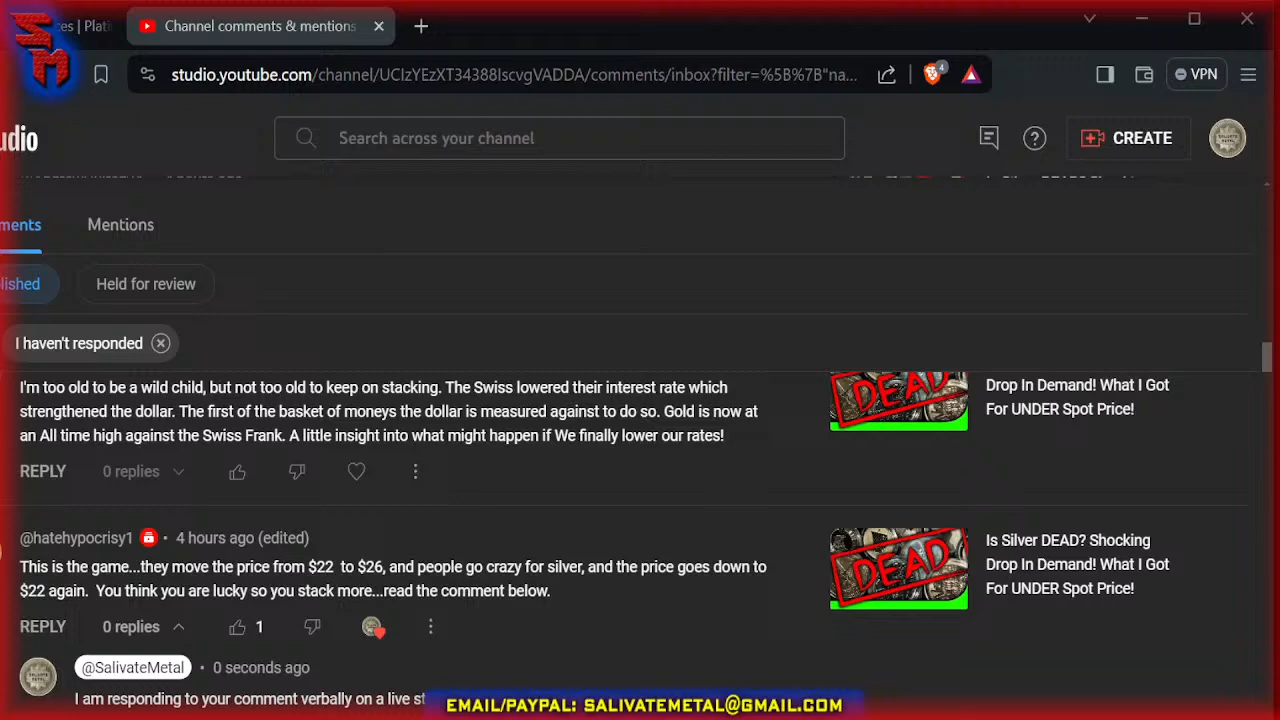 ces | Plati
Channel comments & mentions
SM
studio.youtube.com/channel/UCIzYEzXT34388IscvgVADDA/comments/inbox?filter=%5B%7B"na...
4
VPN
udio
Search across your channel
CREATE
ments
Mentions
lished
Held for review
I haven't responded
I'm too old to be a wild child, but not too old to keep on stacking. The Swiss lowered their interest rate which
strengthened the dollar. The first of the basket of moneys the dollar is measured against to do so. Gold is now at
an All time high against the Swiss Frank. A little insight into what might happen if We finally lower our rates!
DEAD
Drop In Demand! What I Got
For UNDER Spot Price!
REPLY
0 replies
@hatehypocrisy1
4 hours ago (edited)
This is the game...they move the price from $22 to $26, and people go crazy for silver, and the price goes down to
$22 again. You think you are lucky so you stack more...read the comment below.
DEAD
Is Silver DEAD? Shocking
Drop In Demand! What I Got
For UNDER Spot Price!
REPLY
0 replies
1
@SalivateMetal
0 seconds ago
I am responding to your comment verbally on a live st
EMAIL/PAYPAL: SALIVATEMETAL@GMAIL.COM